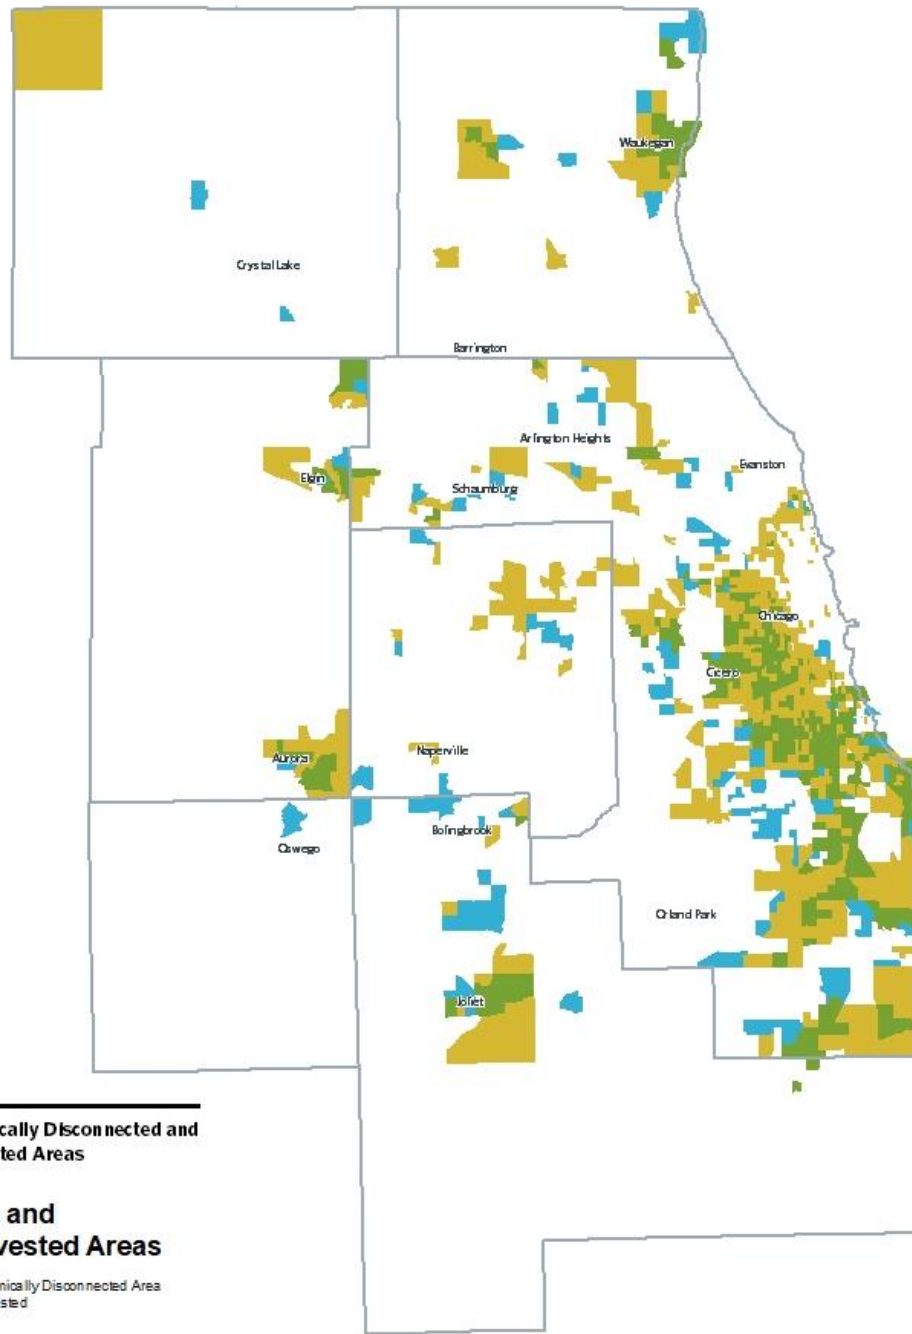 Waukegan
Crystal Lake
Barrington
Arlington Heights
Evanston
Elgin
Schaumburg
Chicago
Cicero
Aurora
Naperville
Bolingbrook
Oswego
Orland Park
Joliet
ically Disconnected and
ted Areas
and
vested Areas
nically Disconnected Area
sted